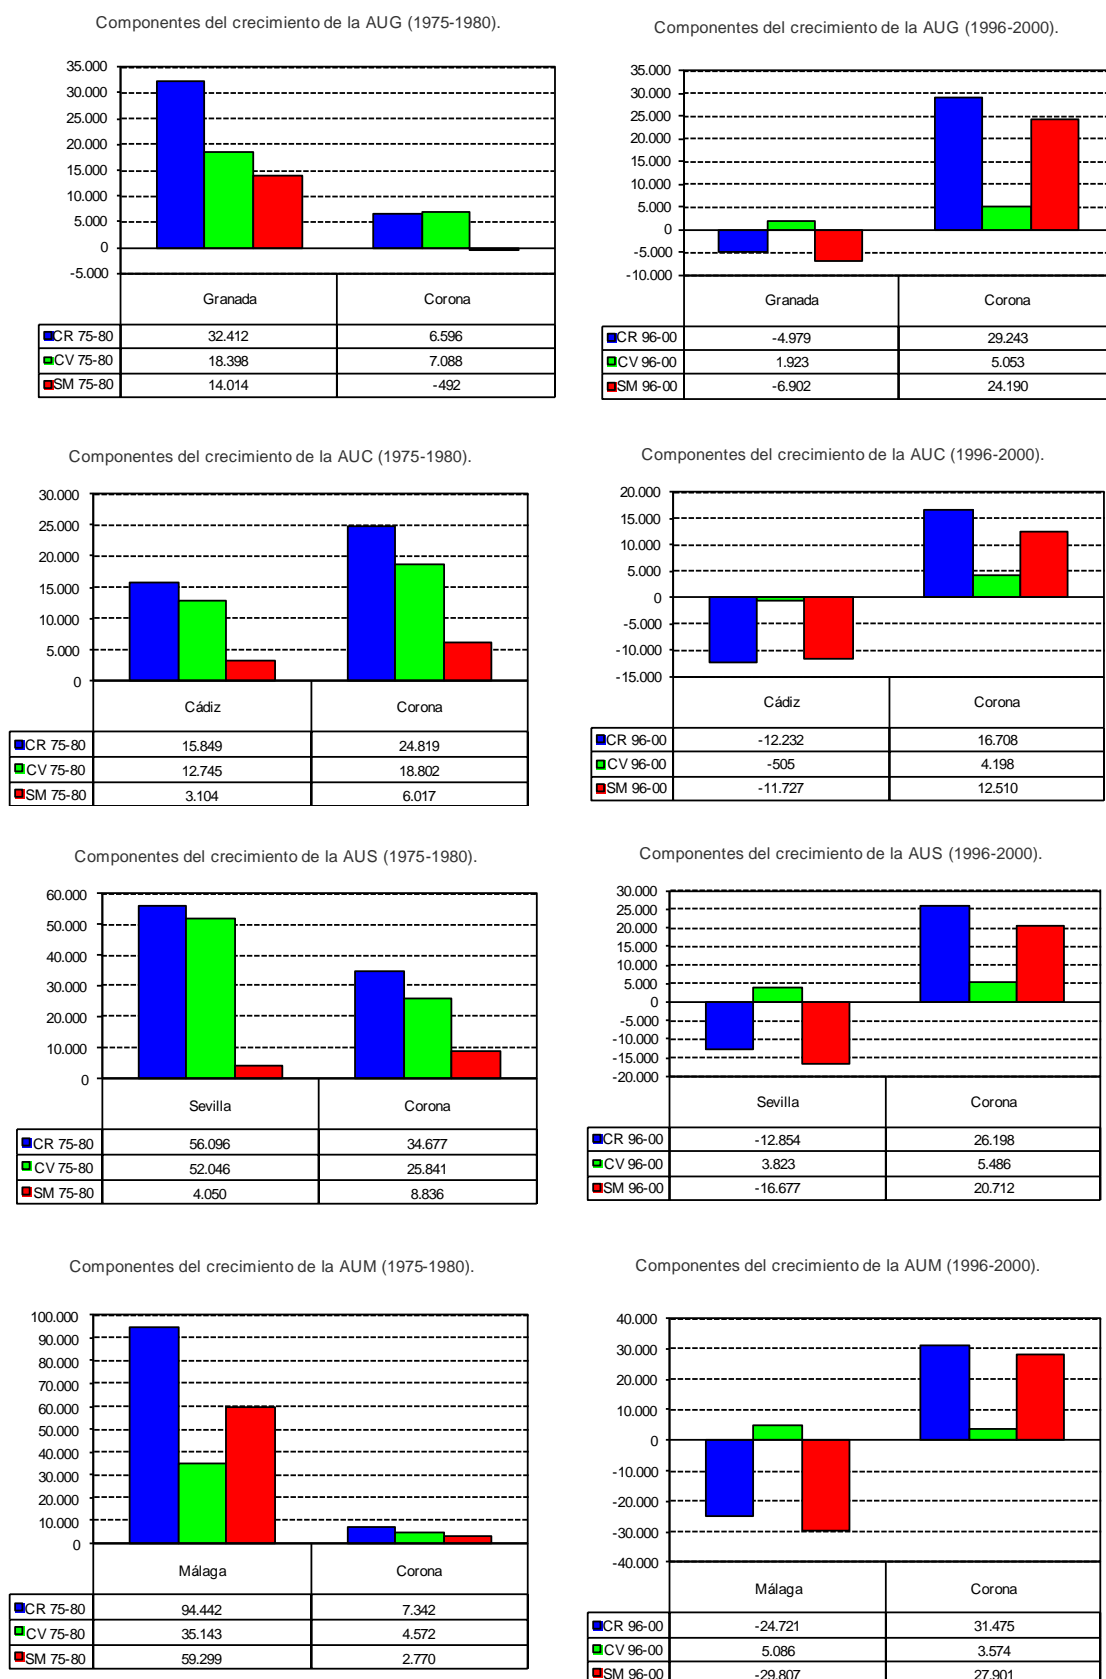 Componentes del crecimiento de la AUG (1975-1980).
35.000
30.000
25.000
20.000
15.000
10.000
5.000
0
-5.000
Granada Corona
CR 75-80 32.412 6.596
CV 75-80 18.398 7.088
SM 75-80 14.014 -492
Componentes del crecimiento de la AUG (1996-2000).
35.000
30.000
25.000
20.000
15.000
10.000
5.000
0
-5.000
-10.000
Granada Corona
CR 96-00 -4.979 29.243
CV 96-00 1.923 5.053
SM 96-00 -6.902 24.190
Componentes del crecimiento de la AUC (1975-1980).
30.000
25.000
20.000
15.000
10.000
5.000
0
Cádiz Corona
CR 75-80 15.849 24.819
CV 75-80 12.745 18.802
SM 75-80 3.104 6.017
Componentes del crecimiento de la AUC (1996-2000).
20.000
15.000
10.000
5.000
0
-5.000
-10.000
-15.000
Cádiz Corona
CR 96-00 -12.232 16.708
CV 96-00 -505 4.198
SM 96-00 -11.727 12.510
Componentes del crecimiento de la AUS (1975-1980).
60.000
50.000
40.000
30.000
20.000
10.000
0
Sevilla Corona
CR 75-80 56.096 34.677
CV 75-80 52.046 25.841
SM 75-80 4.050 8.836
Componentes del crecimiento de la AUS (1996-2000).
30.000
25.000
20.000
15.000
10.000
5.000
0
-5.000
-10.000
-15.000
-20.000
Sevilla Corona
CR 96-00 -12.854 26.198
CV 96-00 3.823 5.486
SM 96-00 -16.677 20.712
Componentes del crecimiento de la AUM (1975-1980).
100.000
90.000
80.000
70.000
60.000
50.000
40.000
30.000
20.000
10.000
0
Málaga Corona
CR 75-80 94.442 7.342
CV 75-80 35.143 4.572
SM 75-80 59.299 2.770
Componentes del crecimiento de la AUM (1996-2000).
40.000
30.000
20.000
10.000
0
-10.000
-20.000
-30.000
-40.000
Málaga Corona
CR 96-00 -24.721 31.475
CV 96-00 5.086 3.574
SM 96-00 -29.807 27.901